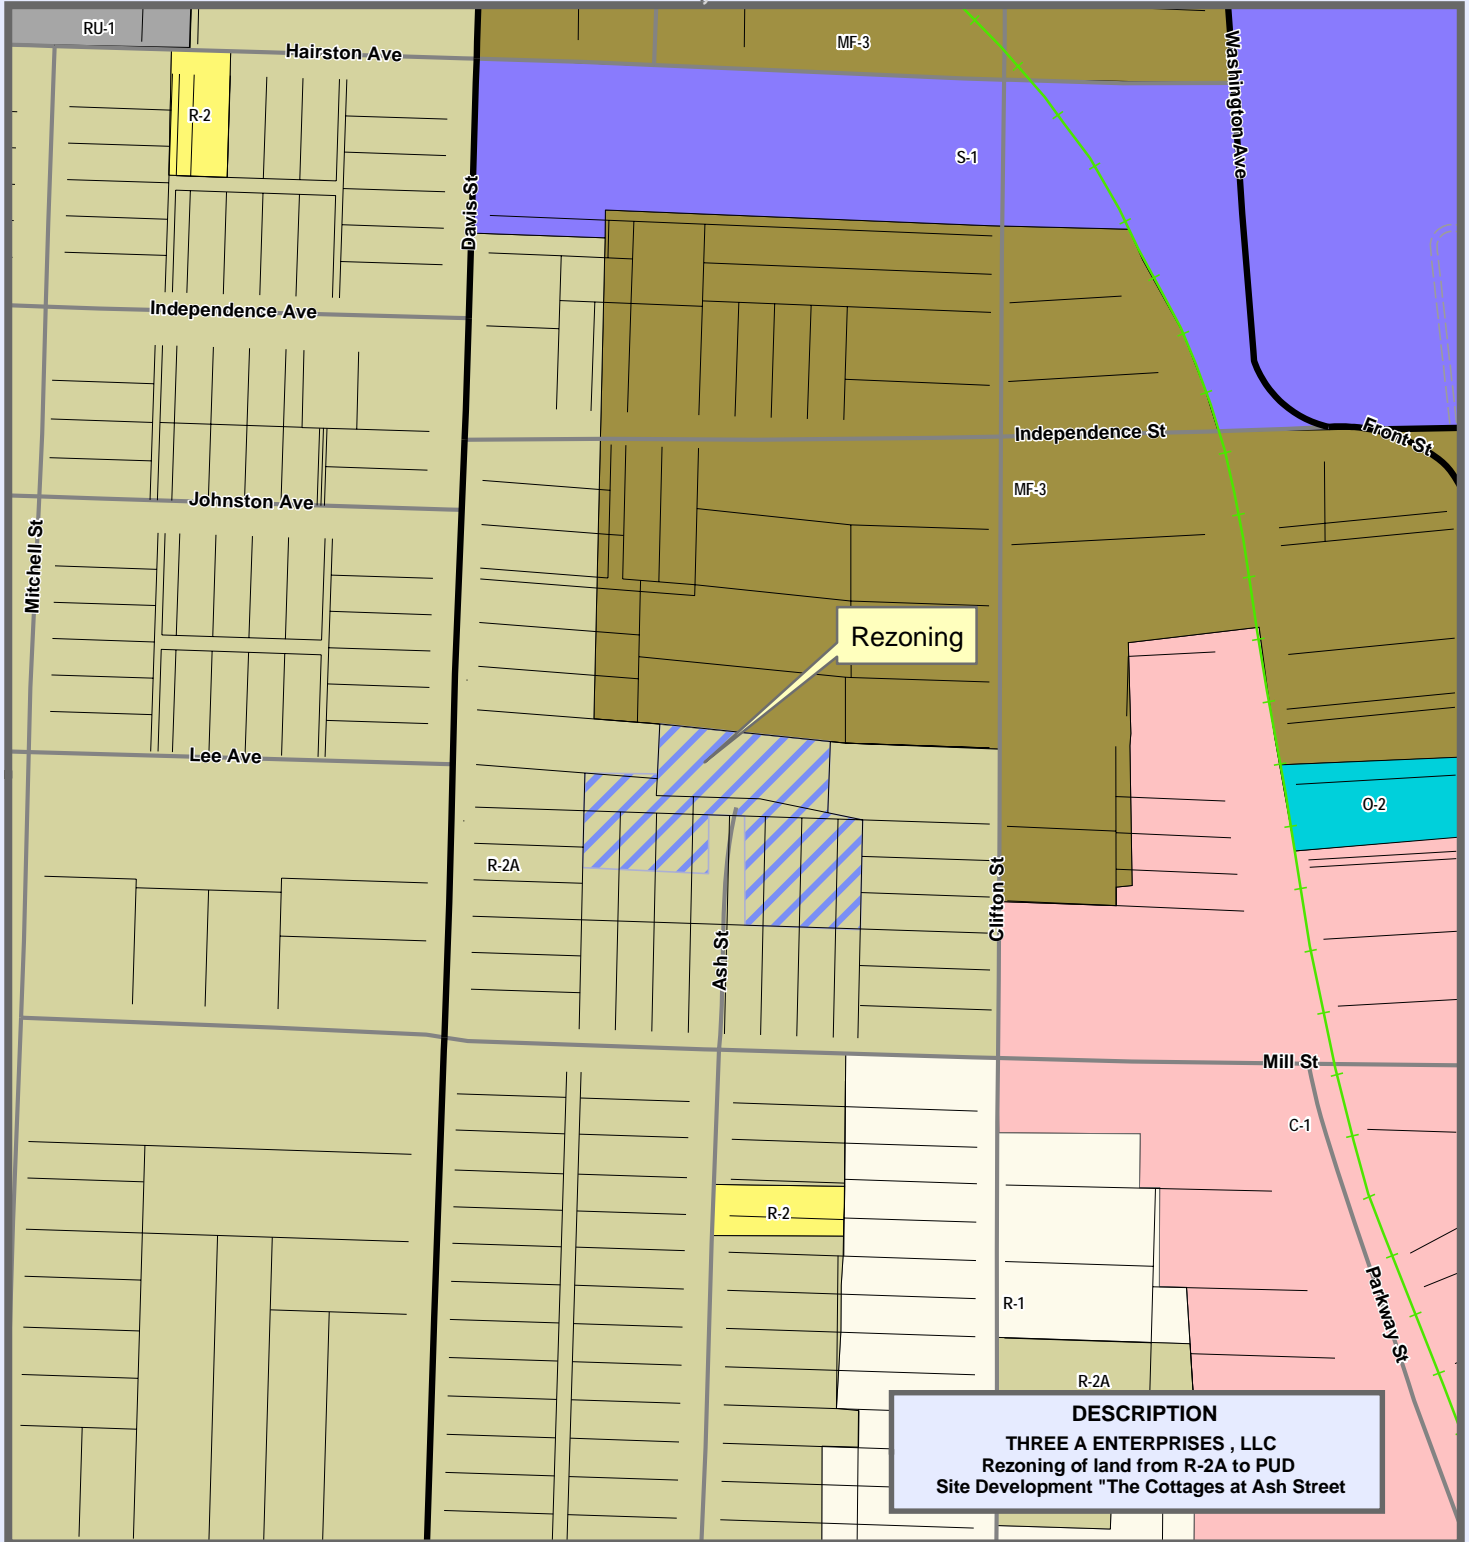 RU-1
MF-3
Hairston Ave
Washington Ave
R-2
S-1
Davis St
Independence Ave
Independence St
Front St
MF-3
Johnston Ave
Mitchell St
Rezoning
Lee Ave
O-2
R-2A
Clifton St
Ash St
Mill St
C-1
R-2
R-1
Parkway St
R-2A
DESCRIPTION
THREE A ENTERPRISES , LLC
Rezoning of land from R-2A to PUD
Site Development "The Cottages at Ash Street